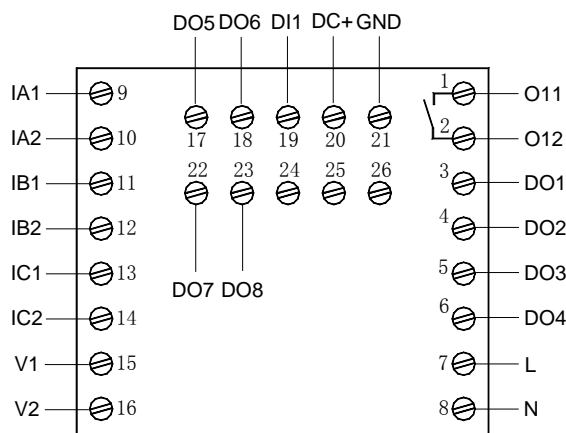 DO5 DO6 DI1 DC+ GND
IA1 9 1 O11
17 18 19 20 21
IA2 10 2 O12
22 23 24 25 26
IB1 11 3 DO1
IB2 12 4 DO2
IC1 13 5 DO3
DO7 DO8
IC2 14 6 DO4
V1 15 7 L
V2 16 8 N